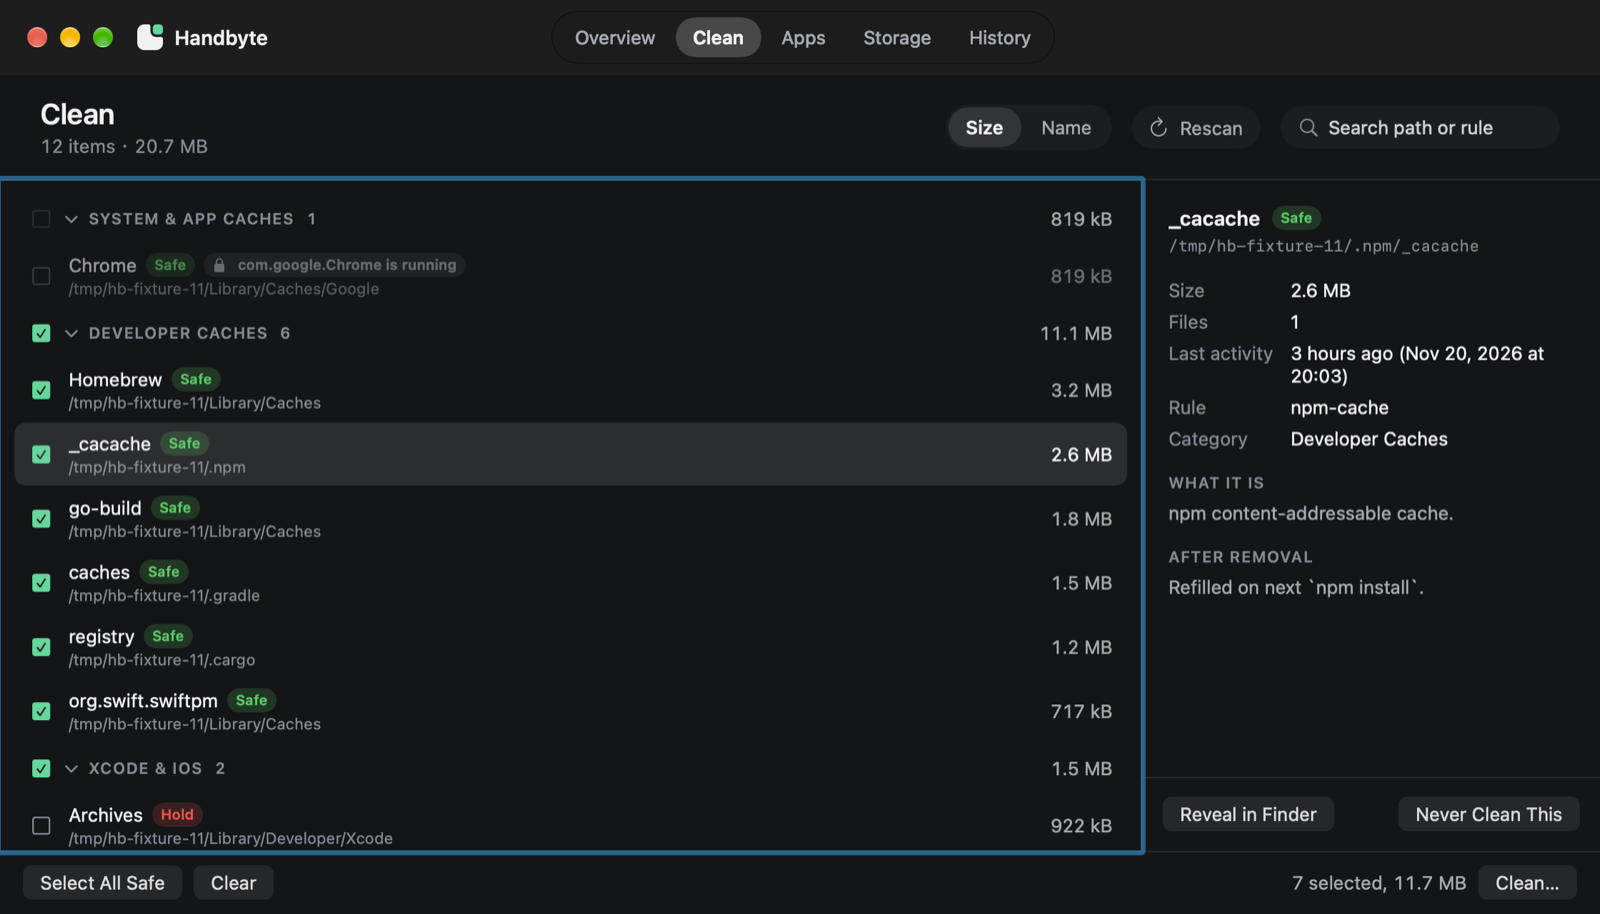 Handbyte
Overview Clean Apps Storage History
Clean
12 items · 20.7 MB
Size Name Rescan Search path or rule
SYSTEM & APP CACHES 1 819 kB
Chrome Safe com.google.Chrome is running
/tmp/hb-fixture-11/Library/Caches/Google
819 kB
DEVELOPER CACHES 6 11.1 MB
Homebrew Safe
/tmp/hb-fixture-11/Library/Caches
3.2 MB
_cacache Safe
/tmp/hb-fixture-11/.npm
2.6 MB
go-build Safe
/tmp/hb-fixture-11/Library/Caches
1.8 MB
caches Safe
/tmp/hb-fixture-11/.gradle
1.5 MB
registry Safe
/tmp/hb-fixture-11/.cargo
1.2 MB
org.swift.swiftpm Safe
/tmp/hb-fixture-11/Library/Caches
717 kB
XCODE & IOS 2 1.5 MB
Archives Hold
/tmp/hb-fixture-11/Library/Developer/Xcode
922 kB
_cacache Safe
/tmp/hb-fixture-11/.npm/_cacache
Size 2.6 MB
Files 1
Last activity 3 hours ago (Nov 20, 2026 at
20:03)
Rule npm-cache
Category Developer Caches
WHAT IT IS
npm content-addressable cache.
AFTER REMOVAL
Refilled on next `npm install`.
Reveal in Finder Never Clean This
Select All Safe Clear 7 selected, 11.7 MB Clean...